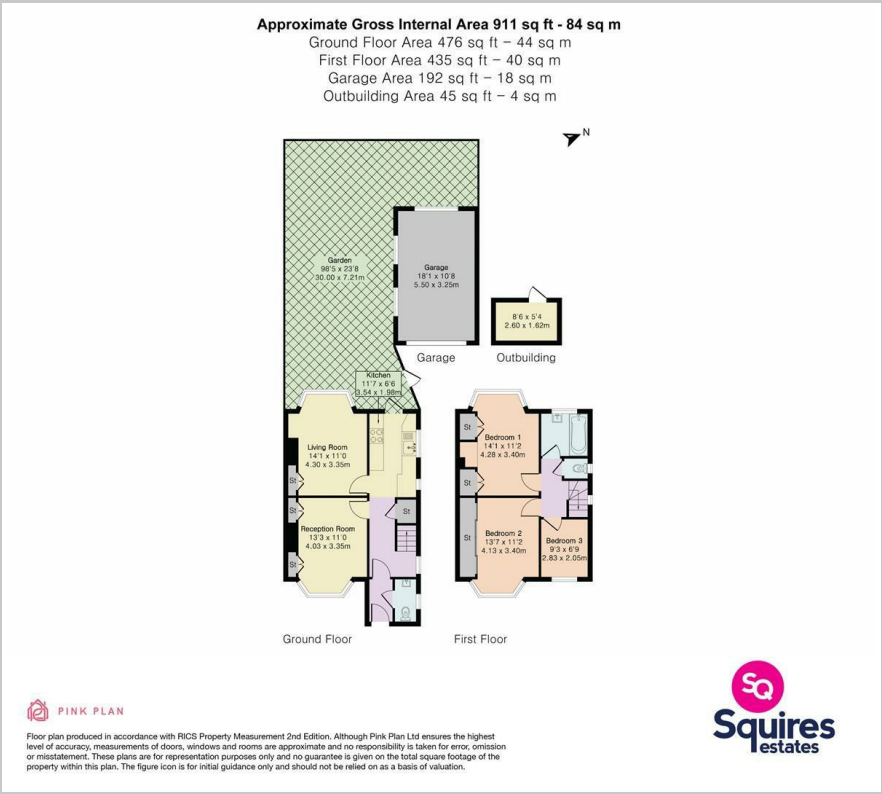 Approximate Gross Internal Area 911 sq ft - 84 sq m
Ground Floor Area 476 sq ft – 44 sq m
First Floor Area 435 sq ft – 40 sq m
Garage Area 192 sq ft – 18 sq m
Outbuilding Area 45 sq ft – 4 sq m
N
Garden
98'5 x 23'8
30.00 x 7.21m
Garage
18'1 x 10'8
5.50 x 3.25m
8'6 x 5'4
2.60 x 1.62m
Garage
Outbuilding
Kitchen
11'7 x 6'6
3.54 x 1.98m
Living Room
14'1 x 11'0
4.30 x 3.35m
St
St
St
St
Reception Room
13'3 x 11'0
4.03 x 3.35m
St
Bedroom 1
14'1 x 11'2
4.28 x 3.40m
St
St
Bedroom 2
13'7 x 11'2
4.13 x 3.40m
Bedroom 3
9'3 x 6'9
2.83 x 2.05m
Ground Floor
First Floor
PINK PLAN
Floor plan produced in accordance with RICS Property Measurement 2nd Edition. Although Pink Plan Ltd ensures the highest
level of accuracy, measurements of doors, windows and rooms are approximate and no responsibility is taken for error, omission
or misstatement. These plans are for representation purposes only and no guarantee is given on the total square footage of the
property within this plan. The figure icon is for initial guidance only and should not be relied on as a basis of valuation.
SQ
Squires
estates